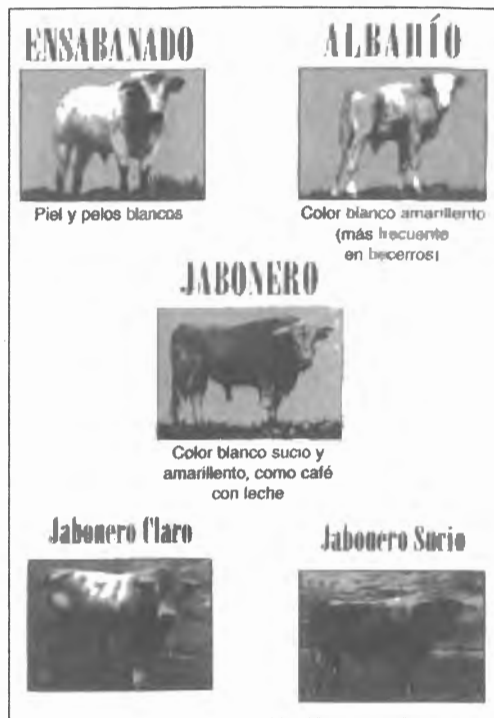 ENSABANADO
Piel y pelos blancos
ALBAHÍO
Color blanco amarillento
(más frecuente
en becerros)
JABONERO
Color blanco sucio y
amarillento, como café
con leche
Jabonero Claro
Jabonero Sucio